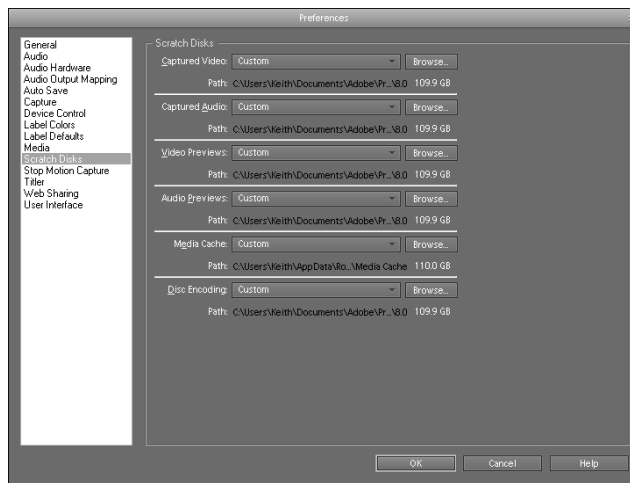 Preferences
General
Audio
Audio Hardware
Audio Output Mapping
Auto Save
Capture
Device Control
Label Colors
Label Defaults
Media
Scratch Disks
Stop Motion Capture
Titler
Web Sharing
User Interface
Scratch Disks
Captured Video: Custom Browse...
Path: C:\Users\Keith\Documents\Adobe\Pr...\8.0 109.9 GB
Captured Audio: Custom Browse...
Path: C:\Users\Keith\Documents\Adobe\Pr...\8.0 109.9 GB
Video Previews: Custom Browse...
Path: C:\Users\Keith\Documents\Adobe\Pr...\8.0 109.9 GB
Audio Previews: Custom Browse...
Path: C:\Users\Keith\Documents\Adobe\Pr...\8.0 109.9 GB
Media Cache: Custom Browse...
Path: C:\Users\Keith\AppData\Ro...\Media Cache 110.0 GB
Disc Encoding: Custom Browse...
Path: C:\Users\Keith\Documents\Adobe\Pr...\8.0 109.9 GB
OK Cancel Help